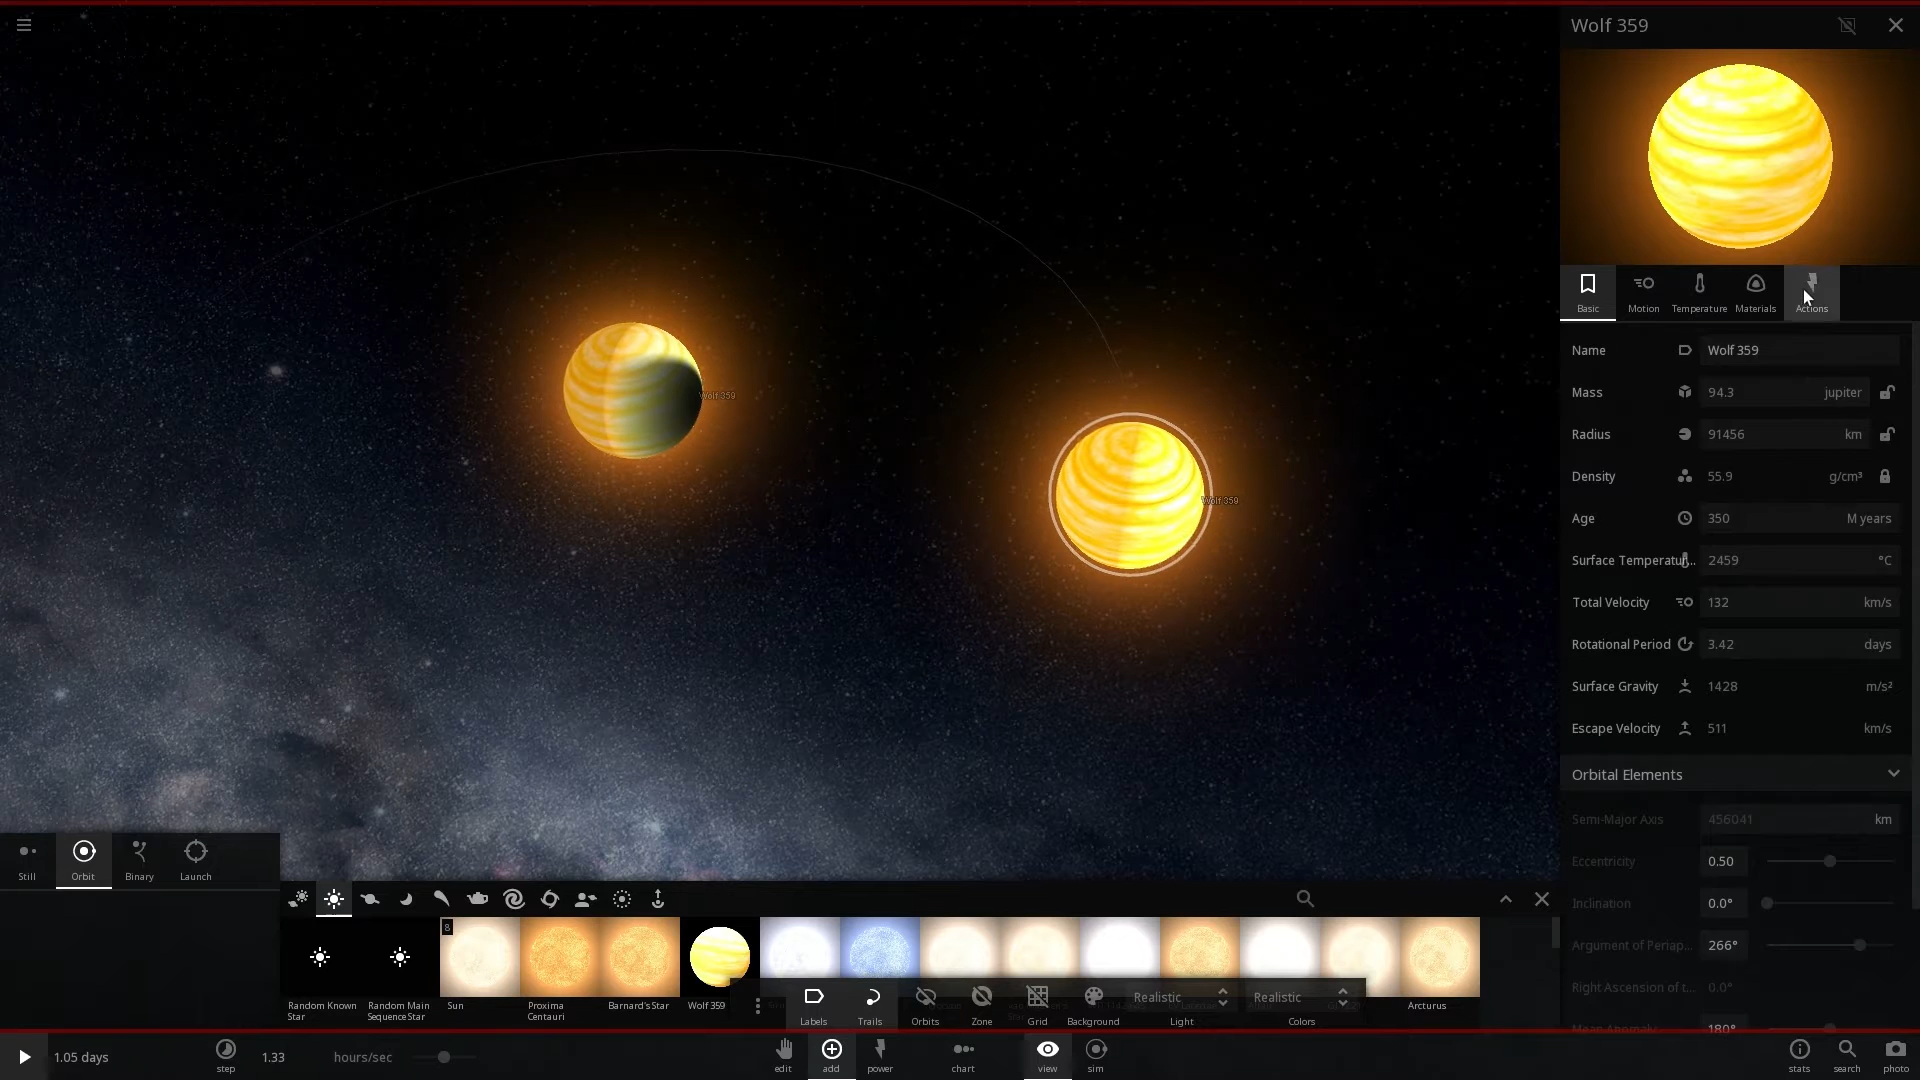 Wolf 359
Wolf 359
Wolf 359
Basic
Motion
Temperature
Materials
Actions
Name Wolf 359
Mass 94.3 jupiter
Radius 91456 km
Density 55.9 g/cm³
Age 350 M years
Surface Temperatur... 2459 °C
Total Velocity 132 km/s
Rotational Period 3.42 days
Surface Gravity 1428 m/s²
Escape Velocity 511 km/s
Orbital Elements
Semi-Major Axis 456041 km
Eccentricity 0.50
Inclination 0.0°
Argument of Periap... 266°
Right Ascension of t... 0.0°
Mean Anomaly 180°
Still
Orbit
Binary
Launch
8
Random Known
Star
Random Main
Sequence Star
Sun
Proxima
Centauri
Barnard's Star
Wolf 359
Arcturus
Labels
Trails
Orbits
Zone
Grid
Background
Realistic
Light
Realistic
Colors
1.05 days
step
1.33
hours/sec
edit
add
power
chart
view
sim
stats
search
photo